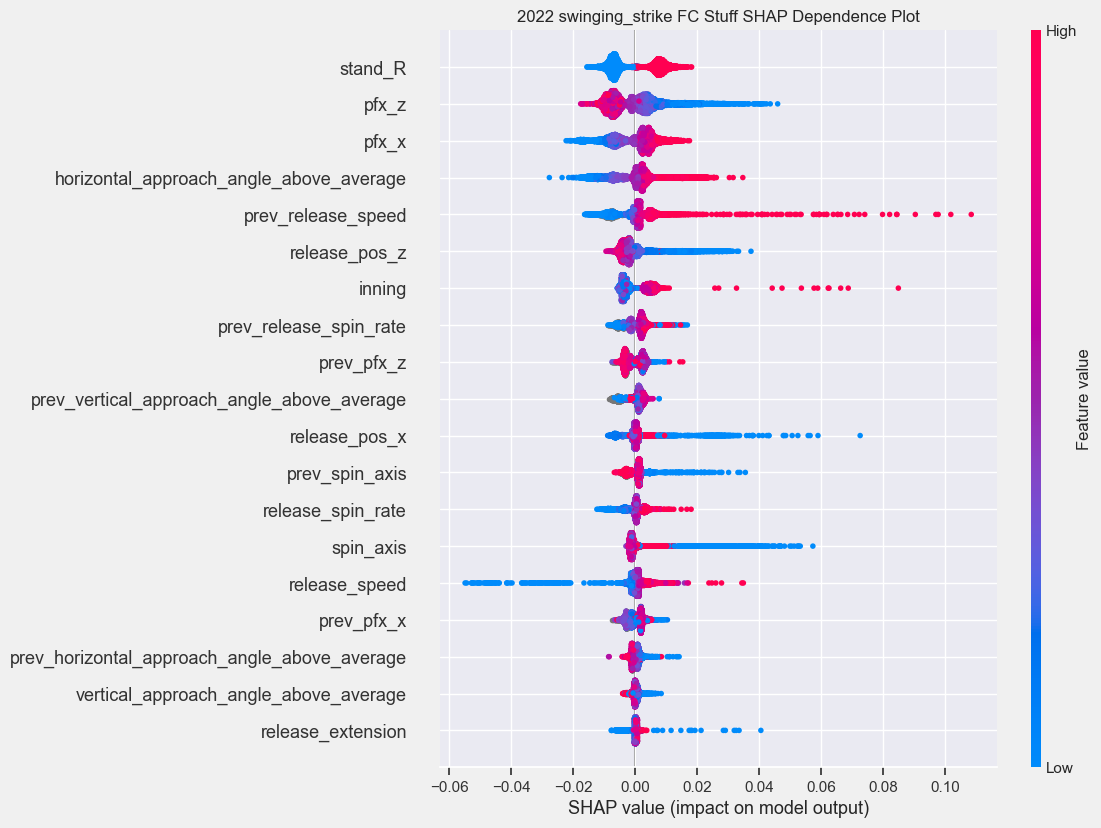 2022 swinging_strike FC Stuff SHAP Dependence Plot
High
stand_R
pfx_z
pfx_x
horizontal_approach_angle_above_average
prev_release_speed
release_pos_z
inning
prev_release_spin_rate
prev_pfx_z
prev_vertical_approach_angle_above_average
release_pos_x
prev_spin_axis
release_spin_rate
spin_axis
release_speed
prev_pfx_x
prev_horizontal_approach_angle_above_average
vertical_approach_angle_above_average
release_extension
Feature value
Low
−0.06 −0.04 −0.02 0.00 0.02 0.04 0.06 0.08 0.10
SHAP value (impact on model output)